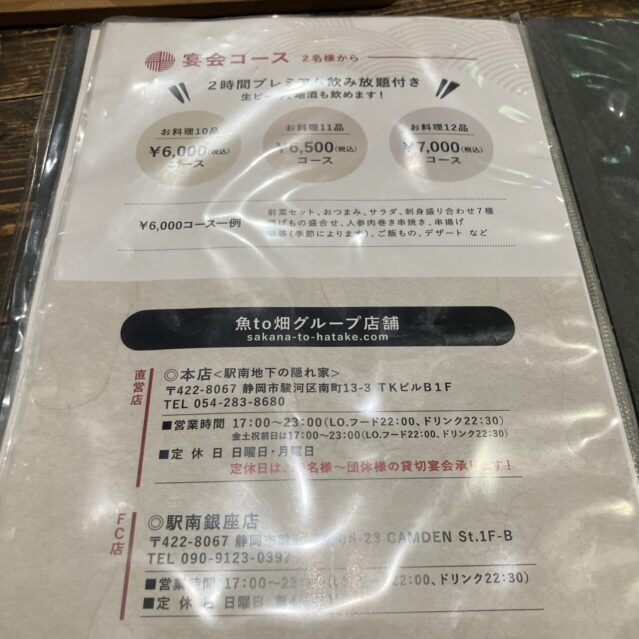 宴会コース 2名様から
2時間プレミアム飲み放題付き
生ビール、地酒も飲めます！
お料理10品
¥6,000(税込)
コース
お料理11品
¥6,500(税込)
コース
お料理12品
¥7,000(税込)
コース
¥6,000コース一例
前菜セット、おつまみ、サラダ、刺身盛り合わせ7種
揚げもの盛合せ、人参肉巻き串焼き、串揚げ
等(季節によります)、ご飯もの、デザート など
魚to畑グループ店舗
sakana-to-hatake.com
直営店
◎本店<駅南地下の隠れ家>
〒422-8067 静岡市駿河区南町13-3 TKビルB1F
TEL 054-283-8680
■営業時間 17:00～23:00(LO.フード22:00、ドリンク22:30)
金土祝前日は17:00～23:00(LO.フード22:00、ドリンク22:30)
■定休日 日曜日・月曜日
定休日は、名様～団体様の貸切宴会承ります！
FC店
◎駅南銀座店
〒422-8067 静岡市駿 -23 CAMDEN St.1F-B
TEL 090-9123-0397
■営業時間 17:00～23: 22:00、ドリンク22:30)
■定休日 日曜日